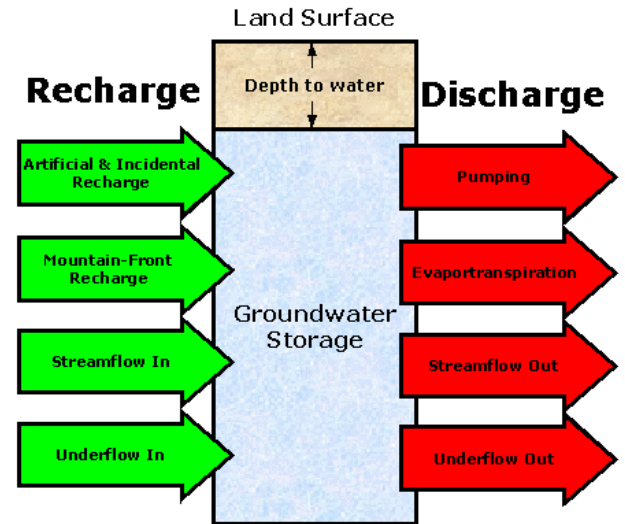 Land Surface
Depth to water
Recharge
Discharge
Artificial & Incidental
Recharge
Pumping
Mountain-Front
Recharge
Evaportranspiration
Groundwater
Storage
Streamflow In
Streamflow Out
Underflow In
Underflow Out